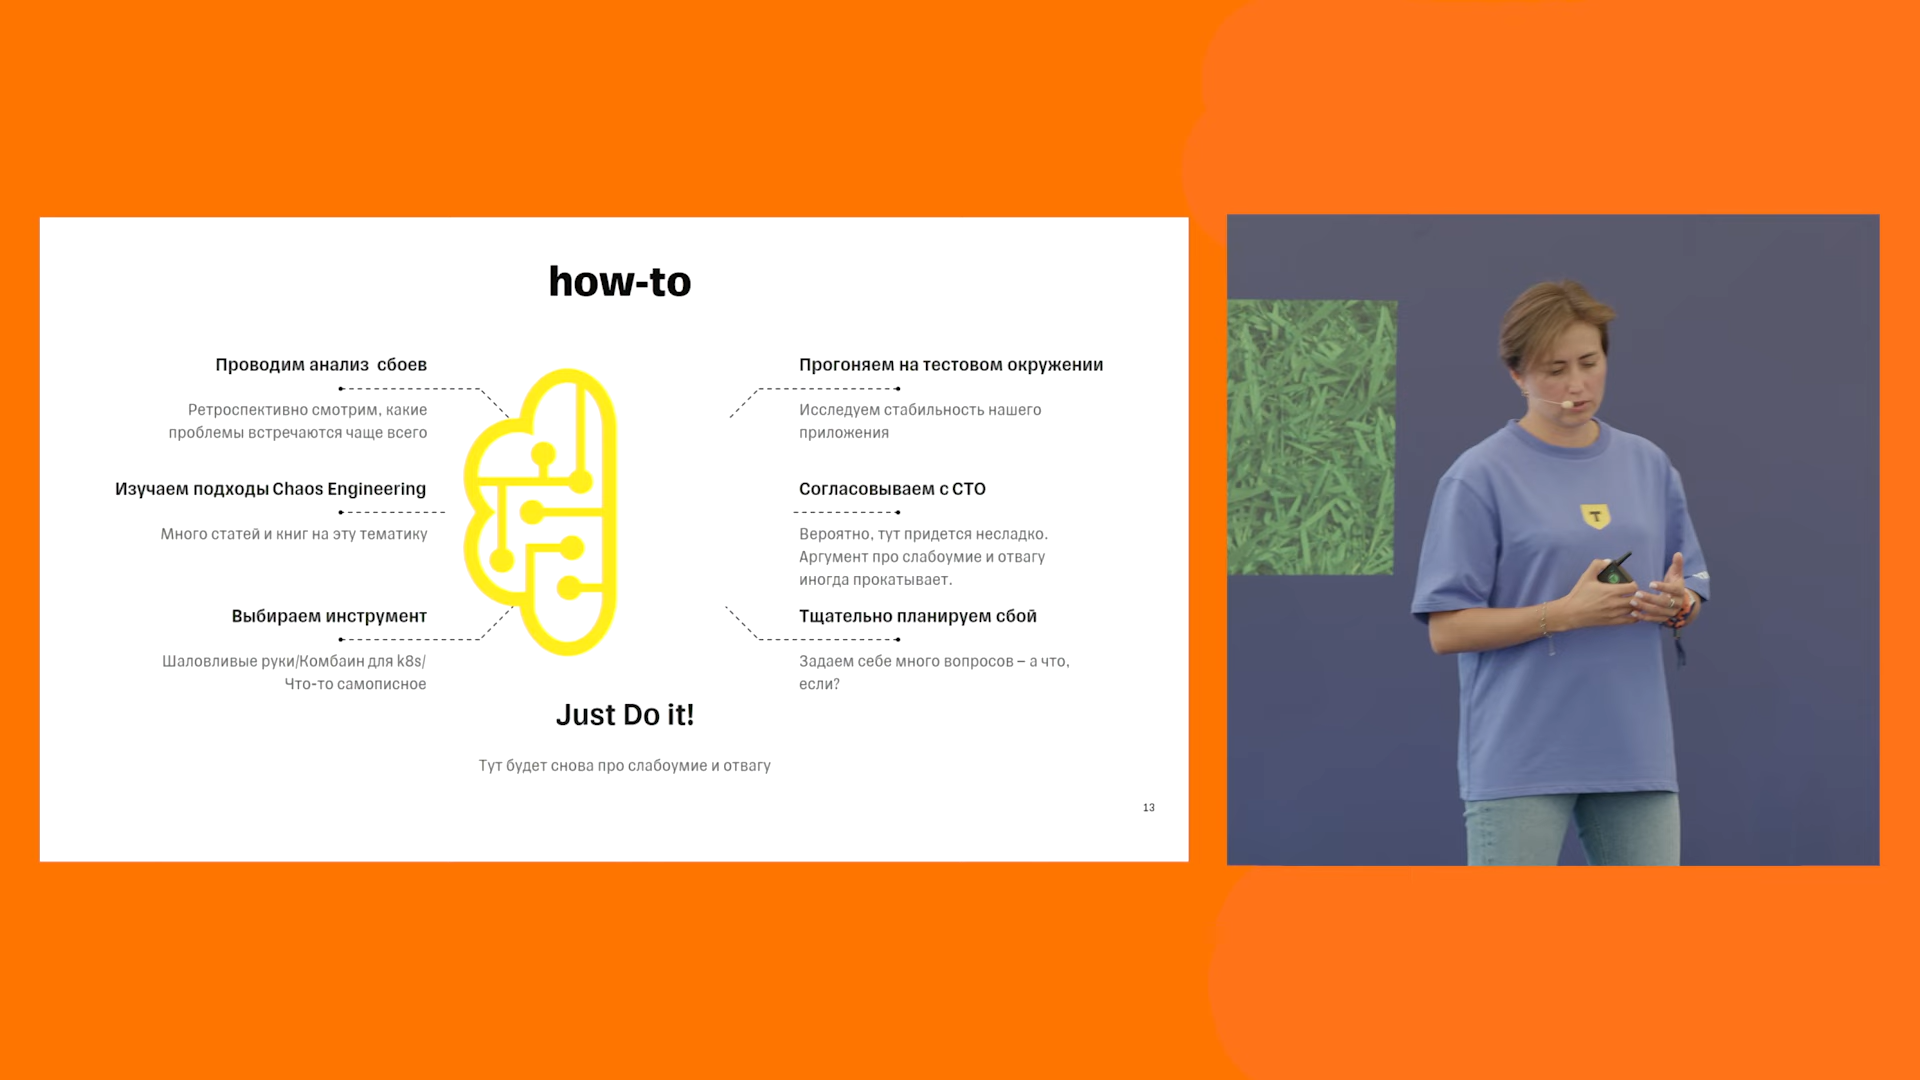 how-to
Проводим анализ  сбоев
Ретроспективно смотрим, какие
проблемы встречаются чаще всего
Изучаем подходы Chaos Engineering
Много статей и книг на эту тематику
Выбираем инструмент
Шаловливые руки/Комбаин для k8s/
Что-то самописное
Прогоняем на тестовом окружении
Исследуем стабильность нашего
приложения
Согласовываем с СТО
Вероятно, тут придется несладко.
Аргумент про слабоумие и отвагу
иногда прокатывает.
Тщательно планируем сбой
Задаем себе много вопросов – а что,
если?
Just Do it!
Тут будет снова про слабоумие и отвагу
13
T